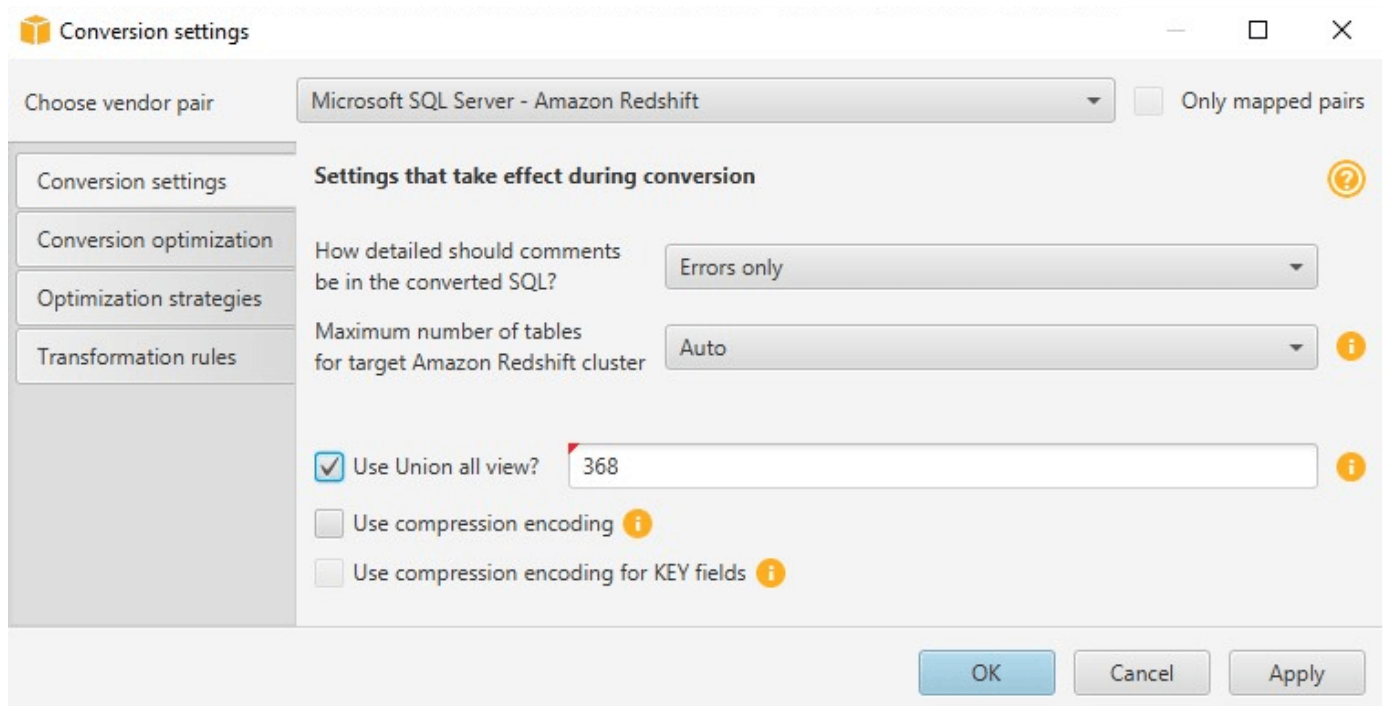 Conversion settings
Choose vendor pair
Microsoft SQL Server - Amazon Redshift
Only mapped pairs
Conversion settings
Conversion optimization
Optimization strategies
Transformation rules
Settings that take effect during conversion
How detailed should comments
be in the converted SQL?
Errors only
Maximum number of tables
for target Amazon Redshift cluster
Auto
Use Union all view?
368
Use compression encoding
Use compression encoding for KEY fields
OK
Cancel
Apply